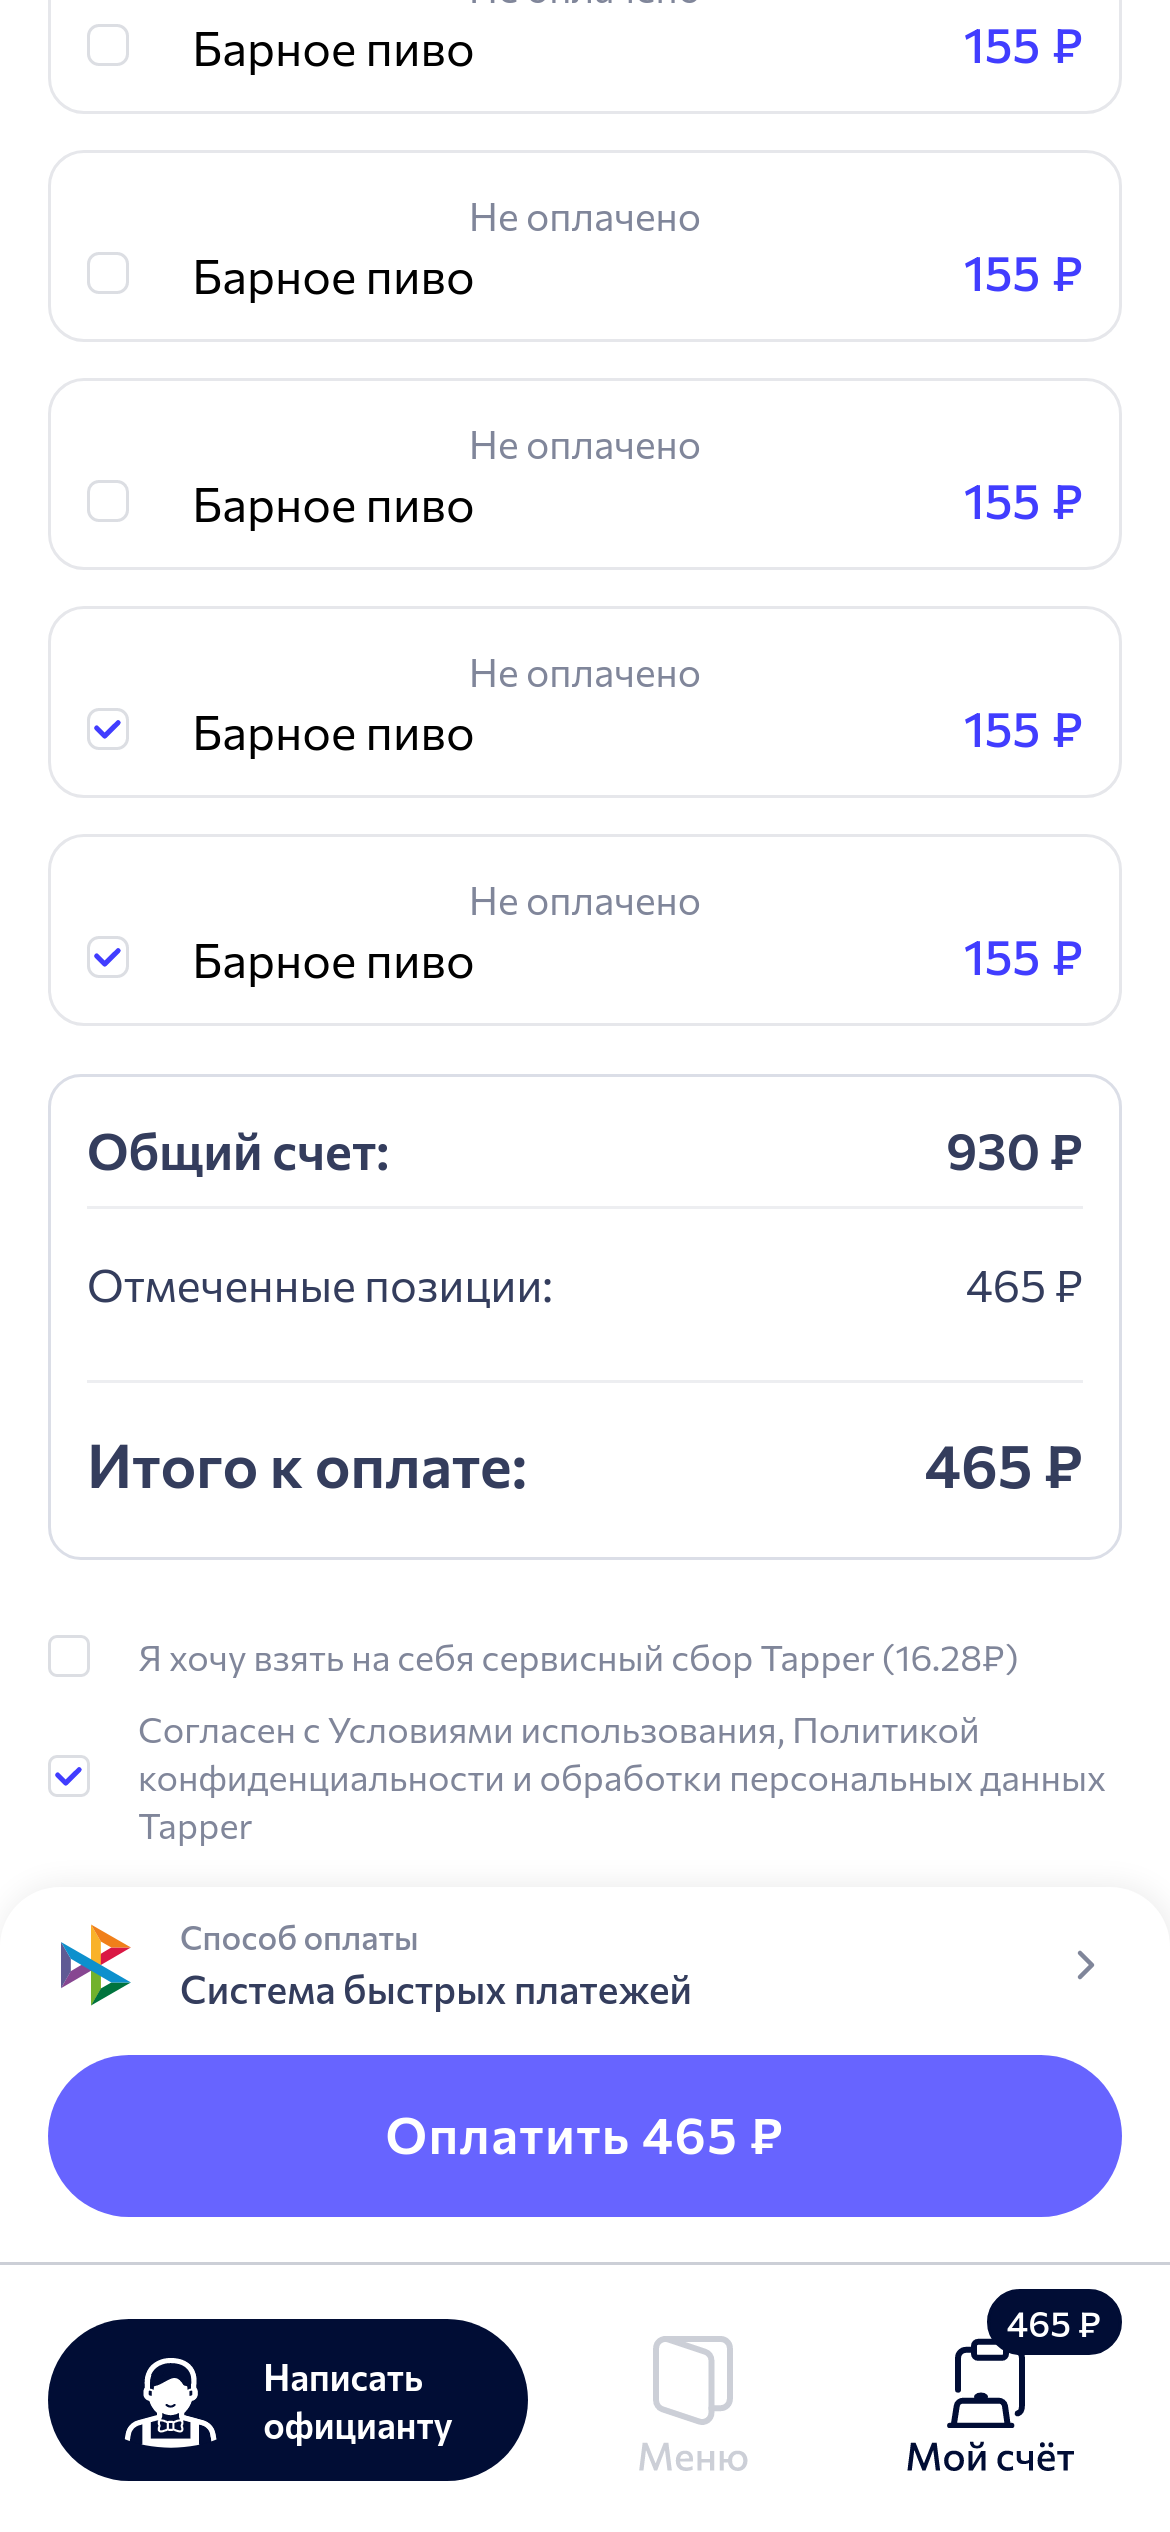 Не оплачено
Барное пиво 155 ₽
Не оплачено
Барное пиво 155 ₽
Не оплачено
Барное пиво 155 ₽
Не оплачено
Барное пиво 155 ₽
Не оплачено
Барное пиво 155 ₽
Общий счет: 930 ₽
Отмеченные позиции: 465 ₽
Итого к оплате: 465 ₽
Я хочу взять на себя сервисный сбор Tapper (16.28₽)
Согласен с Условиями использования, Политикой
конфиденциальности и обработки персональных данных
Tapper
Способ оплаты
Система быстрых платежей
Оплатить 465 ₽
465 ₽
Написать
официанту
Меню
Мой счёт